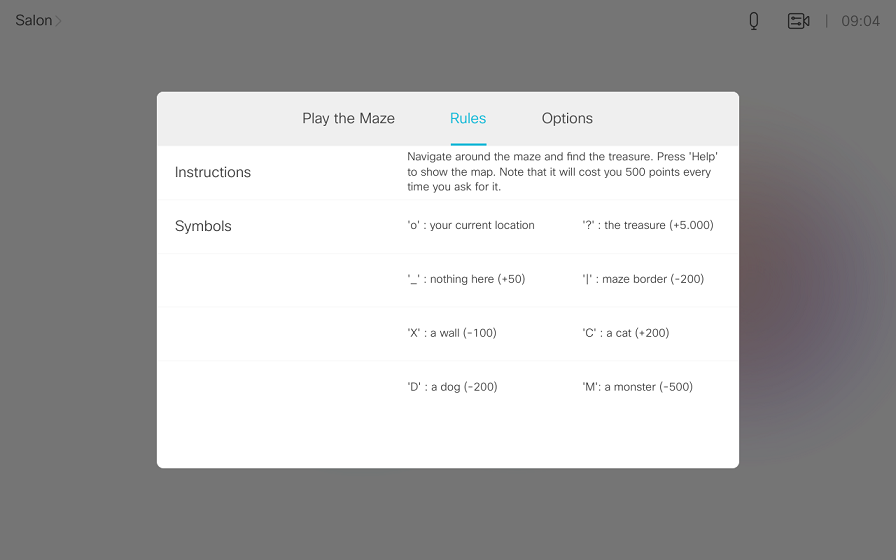 Salon
09:04
Play the Maze
Rules
Options
Instructions
Navigate around the maze and find the treasure. Press 'Help'
to show the map. Note that it will cost you 500 points every
time you ask for it.
Symbols
'o' : your current location
'?' : the treasure (+5.000)
'_' : nothing here (+50)
'|' : maze border (-200)
'X' : a wall (-100)
'C' : a cat (+200)
'D' : a dog (-200)
'M': a monster (-500)